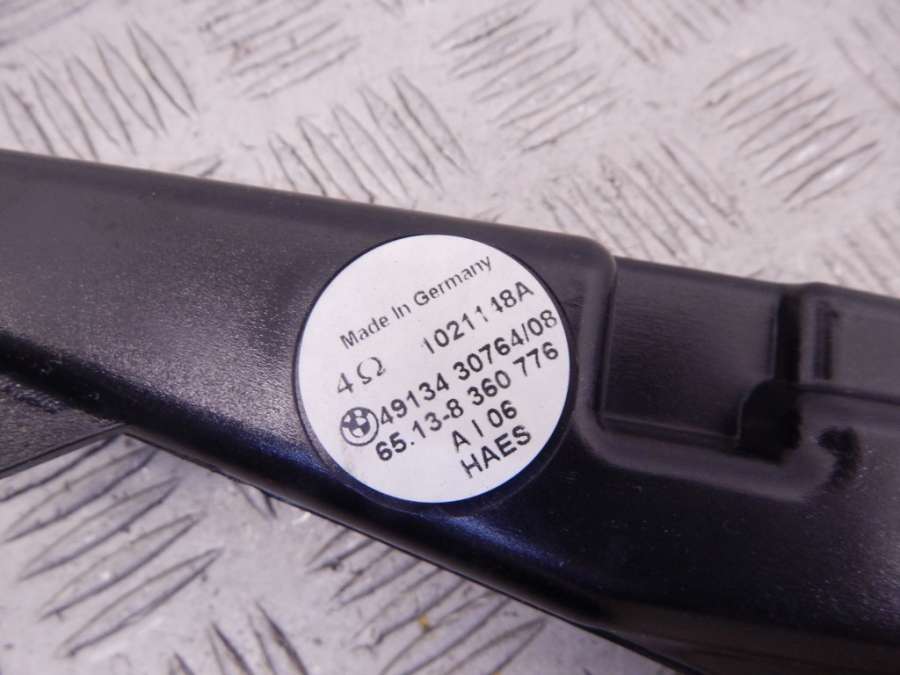 Made In Germany
4Ω 1021148A
49134 30764/08
65.13-8 360 776
A I 06
HAES